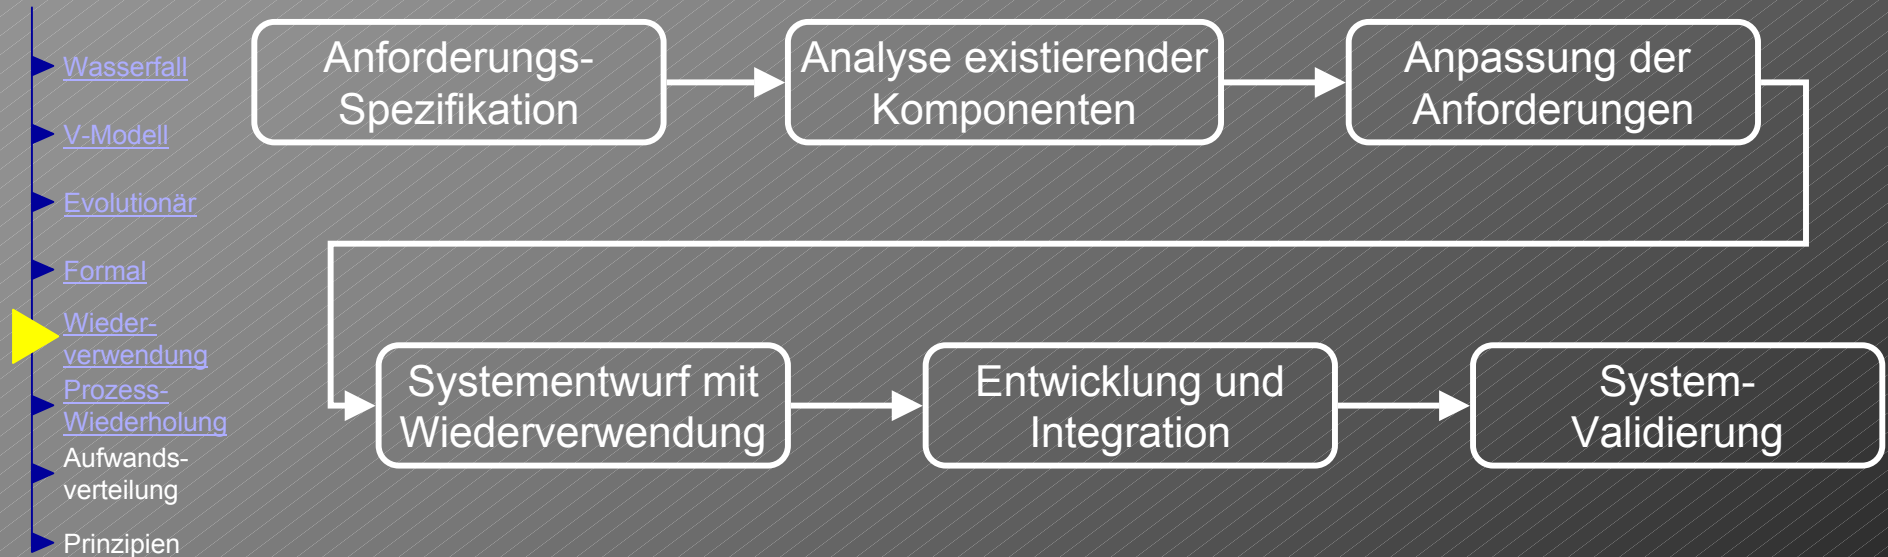 Wasserfall
V-Modell
Evolutionär
Formal
Wieder-
verwendung
Prozess-
Wiederholung
Aufwands-
verteilung
Prinzipien
Anforderungs-
Spezifikation
Analyse existierender
Komponenten
Anpassung der
Anforderungen
Systementwurf mit
Wiederverwendung
Entwicklung und
Integration
System-
Validierung